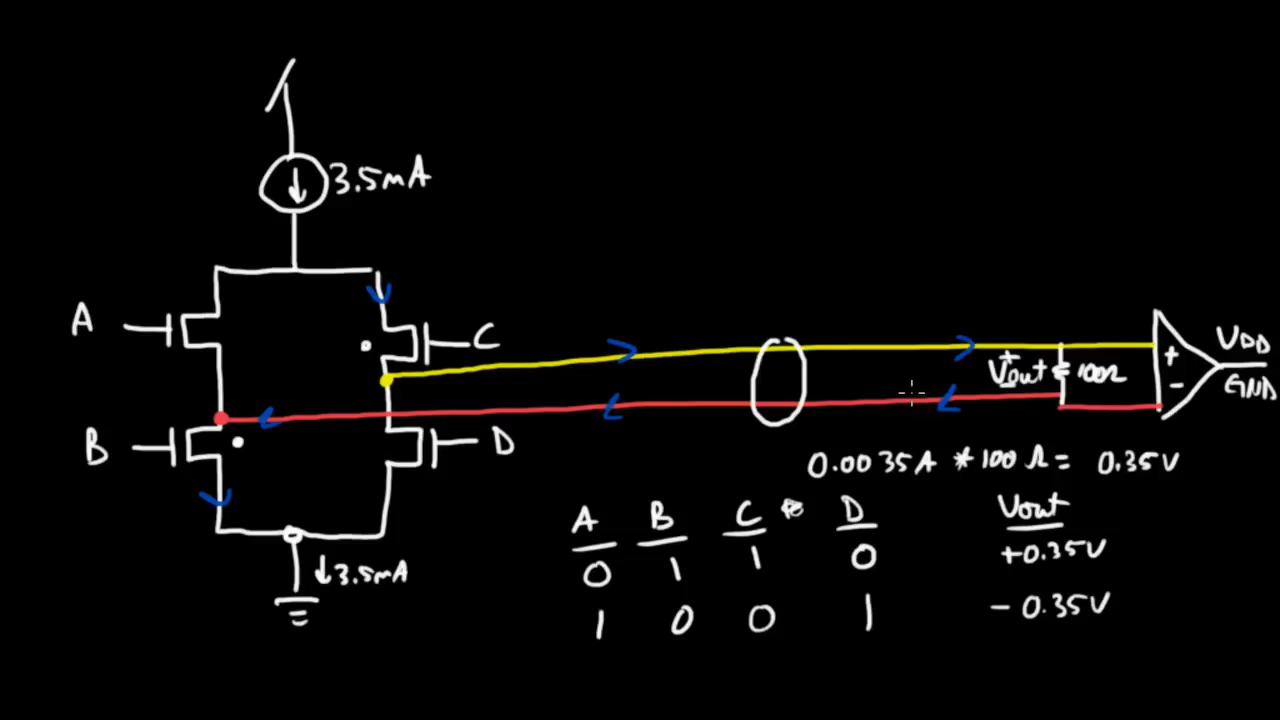 3.5mA
A
C
VDD
+
Vout = 100Ω
-
GND
B
D
0.0035A * 100Ω = 0.35V
A B C D Vout
0 1 1 0 +0.35V
↓3.5mA
1 0 0 1 -0.35V